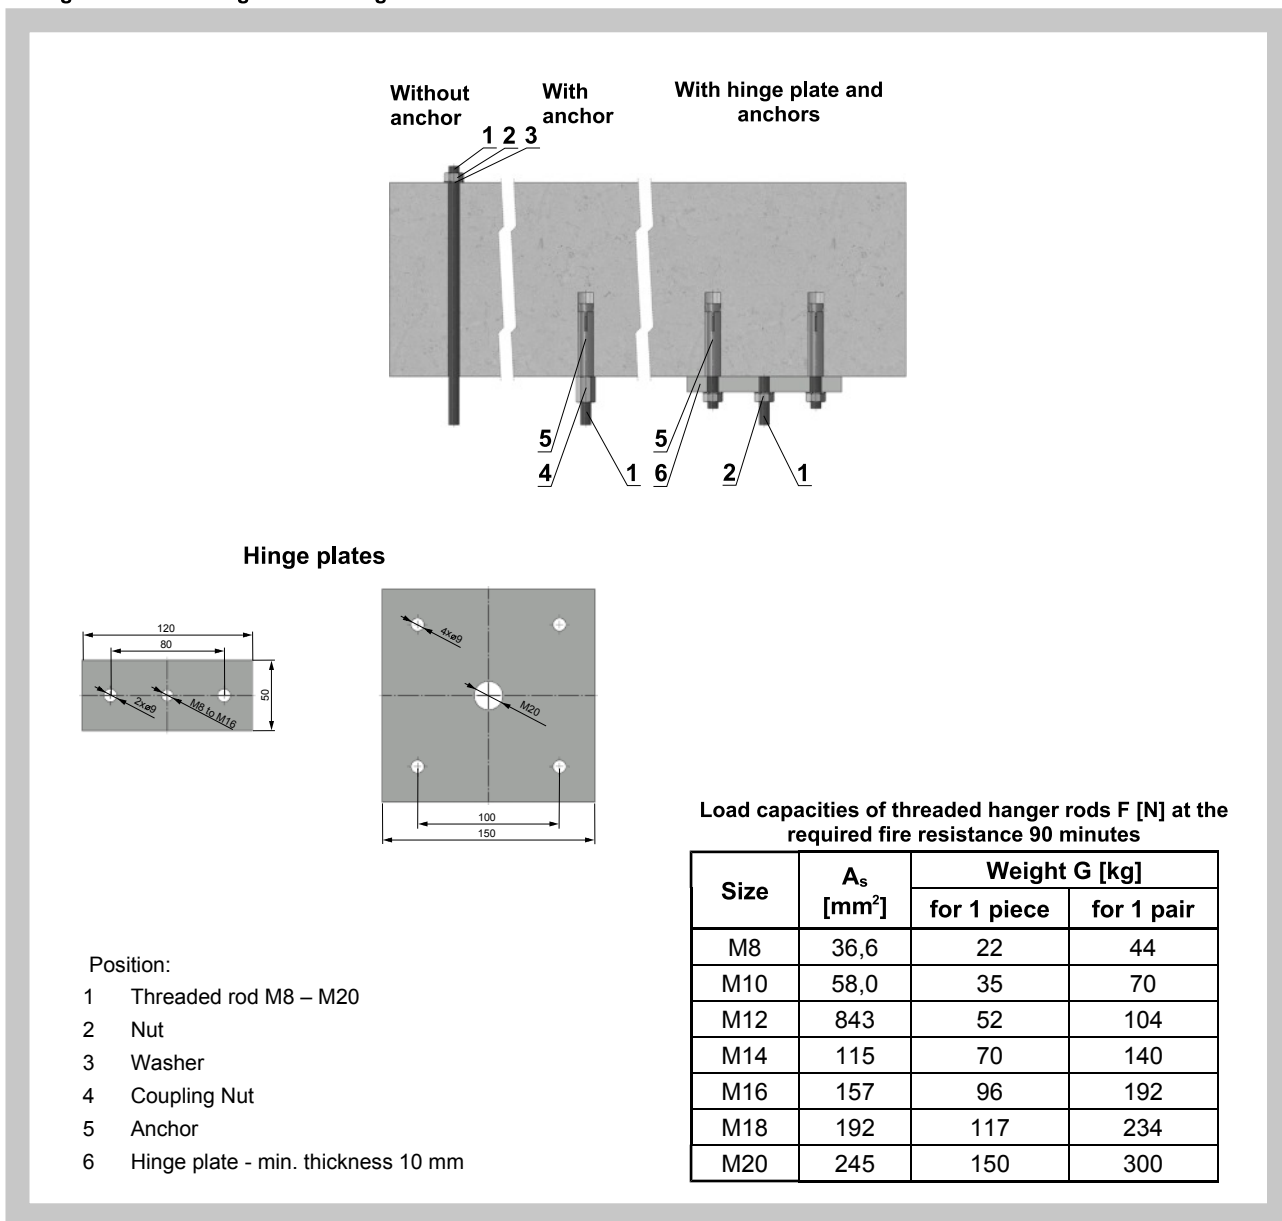 Without
anchor
With
anchor
With hinge plate and
anchors
1 2 3
5
4
1
5
6
2
1
Hinge plates
120
80
50
2xø9
M8 to M16
4xø9
M20
100
150
Load capacities of threaded hanger rods F [N] at the
required fire resistance 90 minutes
Size As [mm²] Weight G [kg]
for 1 piece for 1 pair
M8 36,6 22 44
M10 58,0 35 70
M12 843 52 104
M14 115 70 140
M16 157 96 192
M18 192 117 234
M20 245 150 300
Position:
1 Threaded rod M8 – M20
2 Nut
3 Washer
4 Coupling Nut
5 Anchor
6 Hinge plate - min. thickness 10 mm